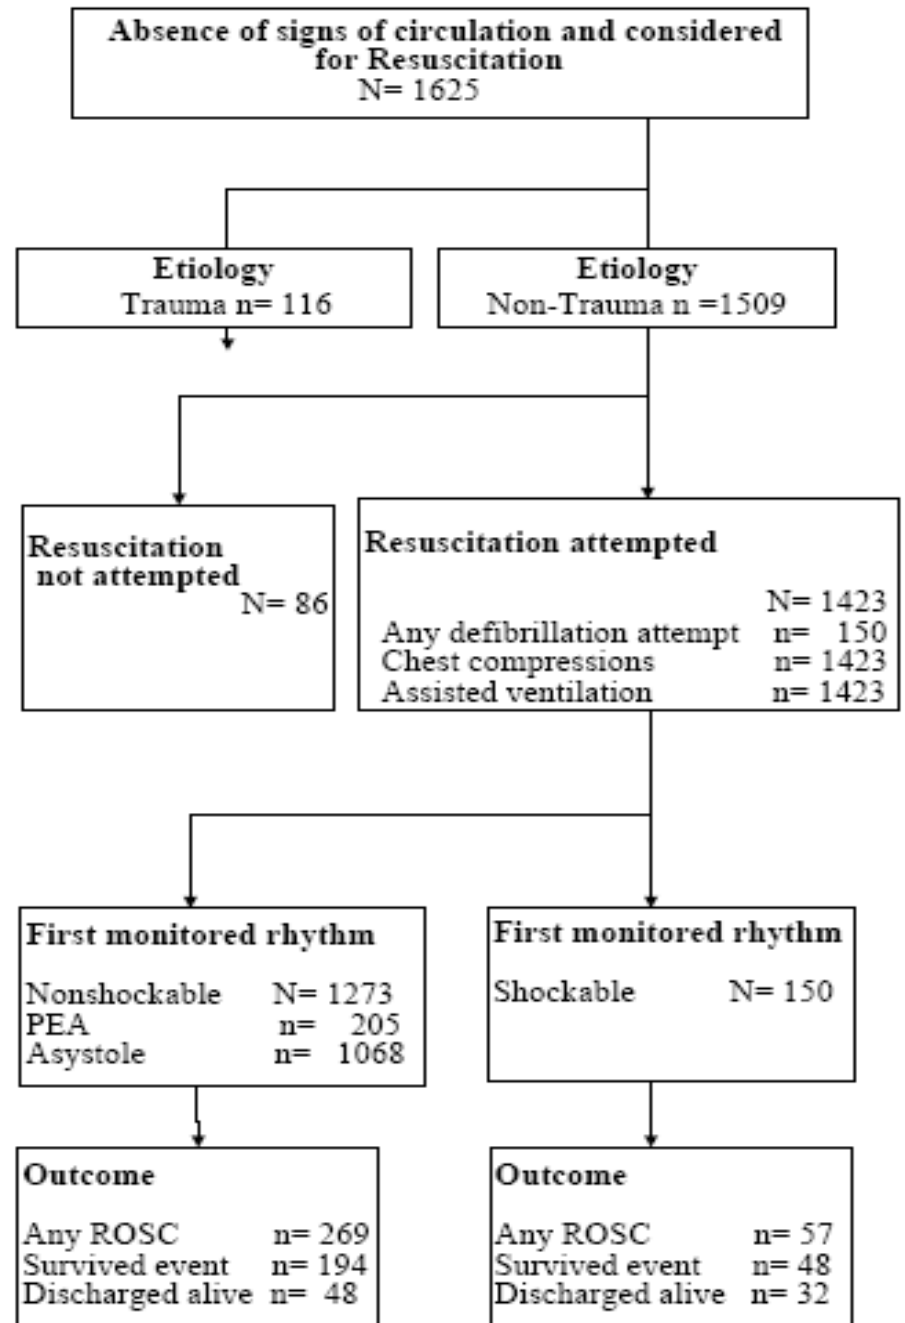 Absence of signs of circulation and considered
for Resuscitation
N= 1625
Etiology
Trauma n= 116
Etiology
Non-Trauma n =1509
Resuscitation
not attempted
N= 86
Resuscitation attempted
N= 1423
Any defibrillation attempt n= 150
Chest compressions n= 1423
Assisted ventilation n= 1423
First monitored rhythm
Nonshockable N= 1273
PEA n= 205
Asystole n= 1068
First monitored rhythm
Shockable N= 150
Outcome
Any ROSC n= 269
Survived event n= 194
Discharged alive n= 48
Outcome
Any ROSC n= 57
Survived event n= 48
Discharged alive n= 32